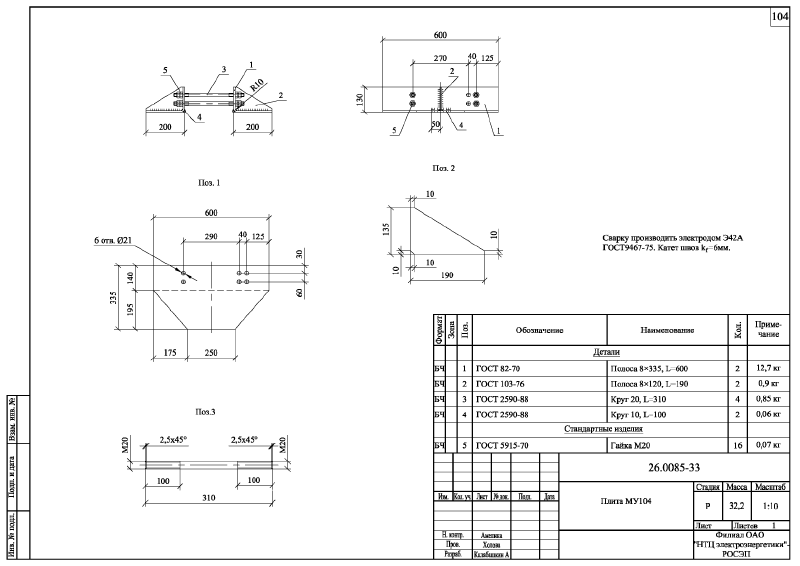 104
5
1
3
R10
2
4
200
200
600
270
40
125
2
130
50
5
4
1
Поз. 1
600
290
40
125
6 отв. Ø21
30
140
335
195
60
175
250
Поз. 2
10
135
10
10
10
190
Сварку производить электродом Э42А
ГОСТ9467-75. Катет швов kf=6мм.
Поз.3
2,5x45°
2,5x45°
М20
М20
100
100
310
Формат Зона Поз. Обозначение Наименование Кол. Приме-
чание
Детали
БЧ 1 ГОСТ 82-70 Полоса 8×335, L=600 2 12,7 кг
БЧ 2 ГОСТ 103-76 Полоса 8×120, L=190 2 0,9 кг
БЧ 3 ГОСТ 2590-88 Круг 20, L=310 4 0,85 кг
БЧ 4 ГОСТ 2590-88 Круг 10, L=100 2 0,06 кг
Стандартные изделия
БЧ 5 ГОСТ 5915-70 Гайка М20 16 0,07 кг
26.0085-33
Изм. Кол. уч Лист № док. Подп. Дата
Плита МУ104
Стадия Масса Масштаб
Р 32,2 1:10
Лист Листов 1
Н. контр. Амелина
Пров. Холова
Разраб. Калабашкин А
Филиал ОАО
"НТЦ электроэнергетики"-
РОСЭП
Взам. инв. №
Подп. и дата
Инв. № подл.